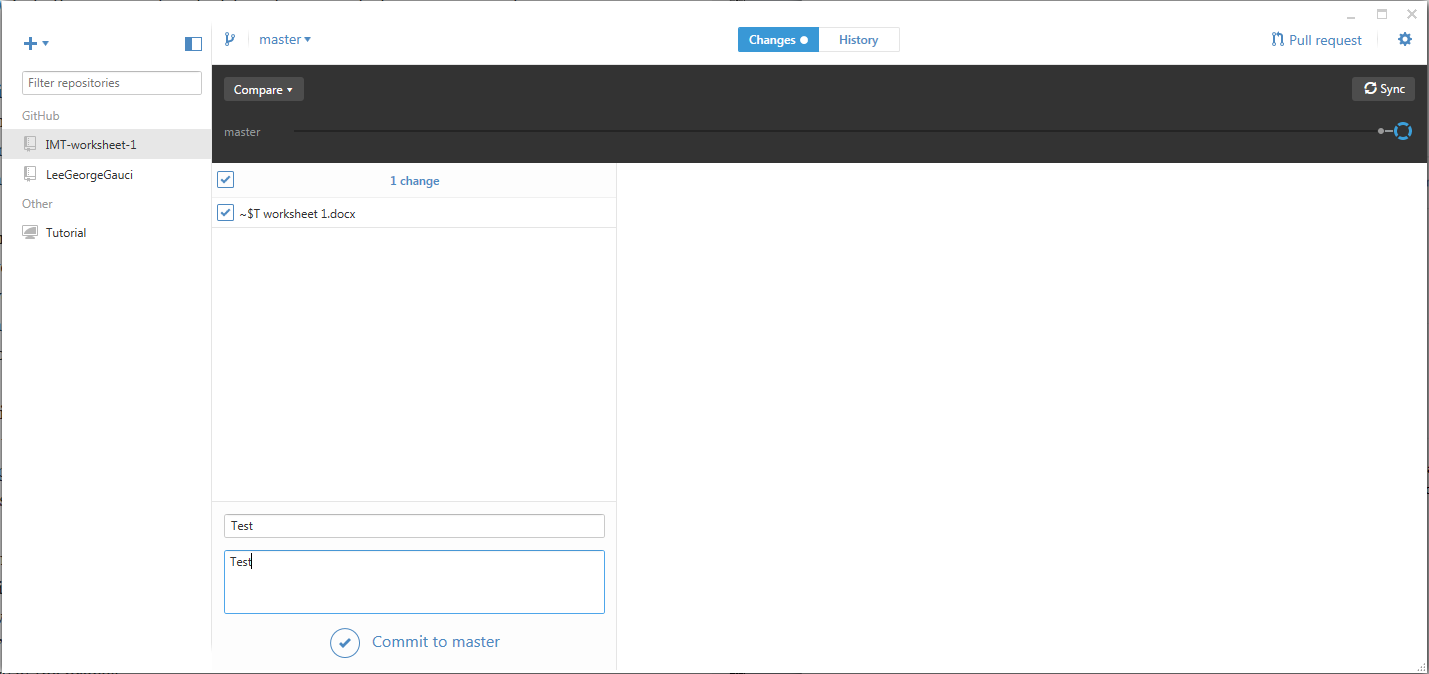 master
Changes
History
Pull request
Filter repositories
Compare
Sync
GitHub
master
IMT-worksheet-1
LeeGeorgeGauci
1 change
Other
~$T worksheet 1.docx
Tutorial
Test
Test
Commit to master